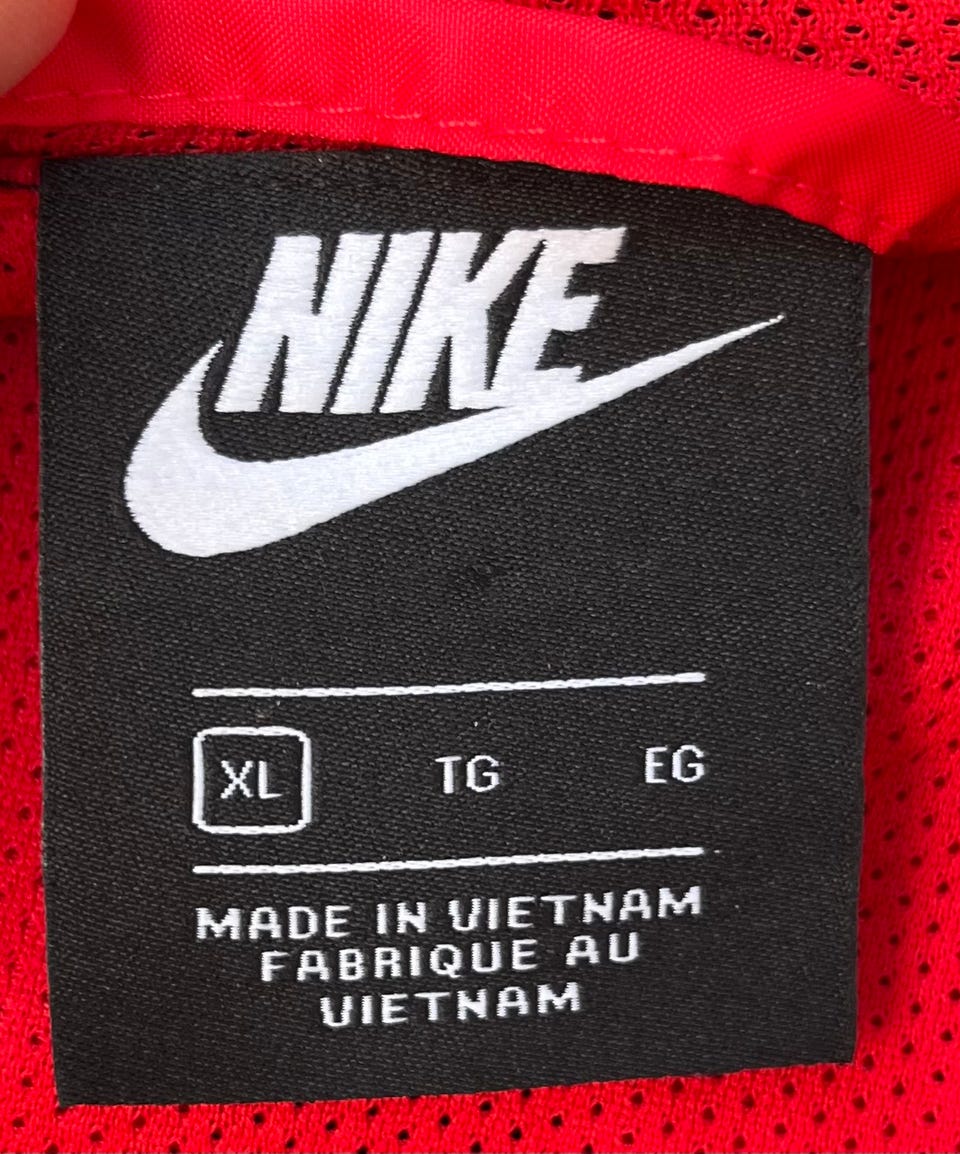 NIKE
XL TG EG
MADE IN VIETNAM
FABRIQUE AU
VIETNAM